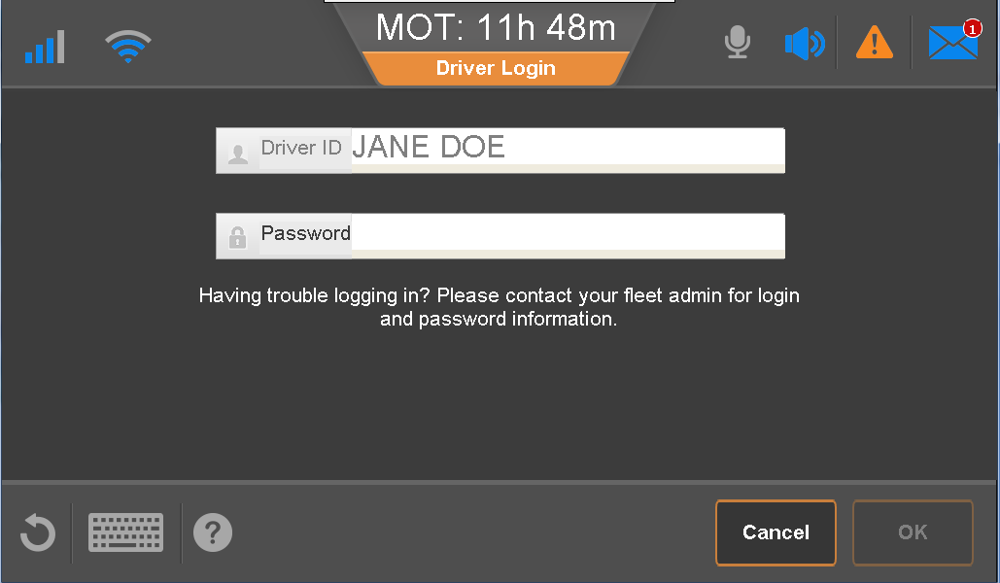 MOT: 11h 48m
1
Driver Login
Driver ID JANE DOE
Password
Having trouble logging in? Please contact your fleet admin for login
and password information.
?
Cancel OK